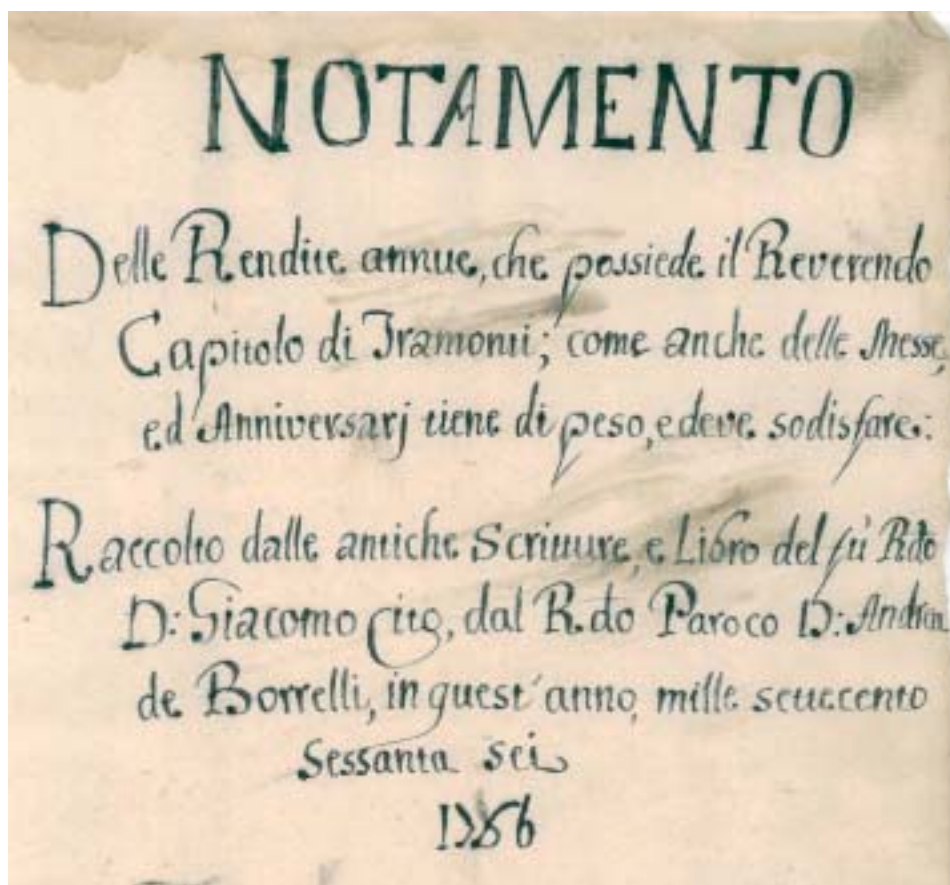 NOTAMENTO
Delle Rendite annue, che possiede il Reverendo
Capitolo di Tramonti; come anche delle Messe,
ed Anniversarj tiene di peso, e deve sodisfare:
Raccolto dalle antiche Scritture, e Libro del fù R.do
D: Giacomo Cito, dal R.do Paroco D: Andrea
de Borrelli, in quest'anno mille settecento
Sessanta sei
1766